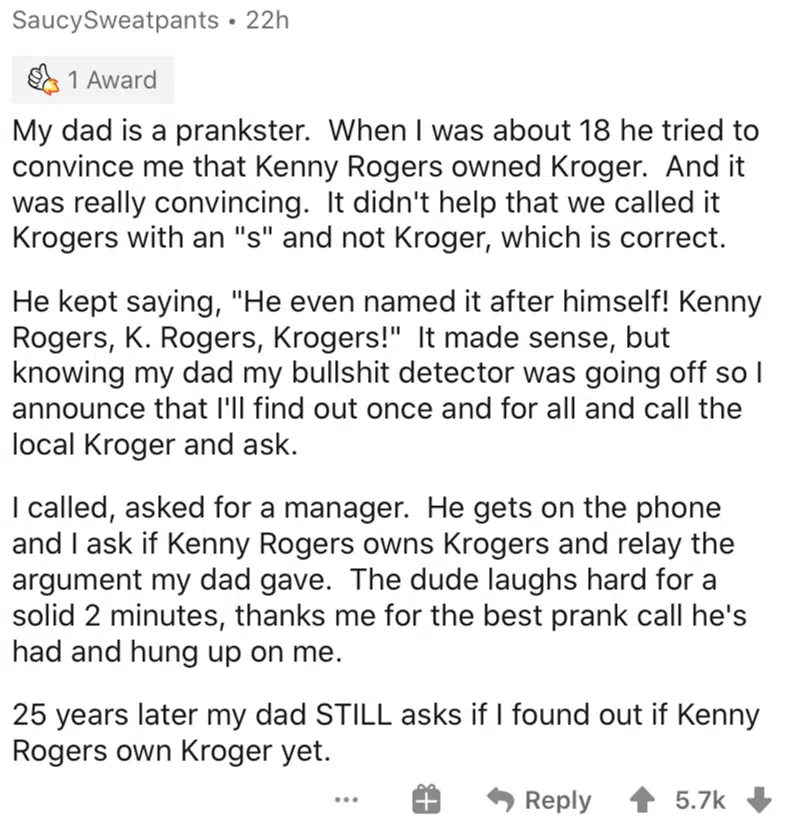 SaucySweatpants • 22h
1 Award
My dad is a prankster.  When I was about 18 he tried to
convince me that Kenny Rogers owned Kroger.  And it
was really convincing.  It didn't help that we called it
Krogers with an "s" and not Kroger, which is correct.
He kept saying, "He even named it after himself! Kenny
Rogers, K. Rogers, Krogers!"  It made sense, but
knowing my dad my bullshit detector was going off so I
announce that I'll find out once and for all and call the
local Kroger and ask.
I called, asked for a manager.  He gets on the phone
and I ask if Kenny Rogers owns Krogers and relay the
argument my dad gave.  The dude laughs hard for a
solid 2 minutes, thanks me for the best prank call he's
had and hung up on me.
25 years later my dad STILL asks if I found out if Kenny
Rogers own Kroger yet.
Reply 5.7k